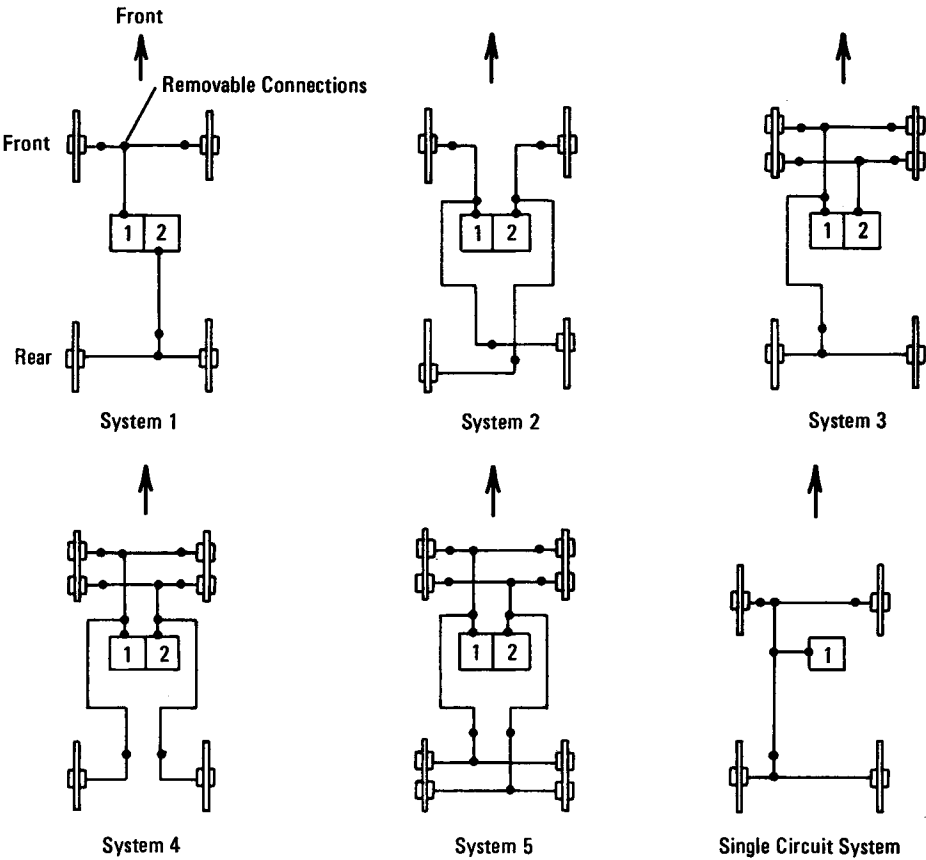 Front
Removable Connections
Front
1 2
1 2
1 2
Rear
System 1
System 2
System 3
1 2
1 2
1
System 4
System 5
Single Circuit System